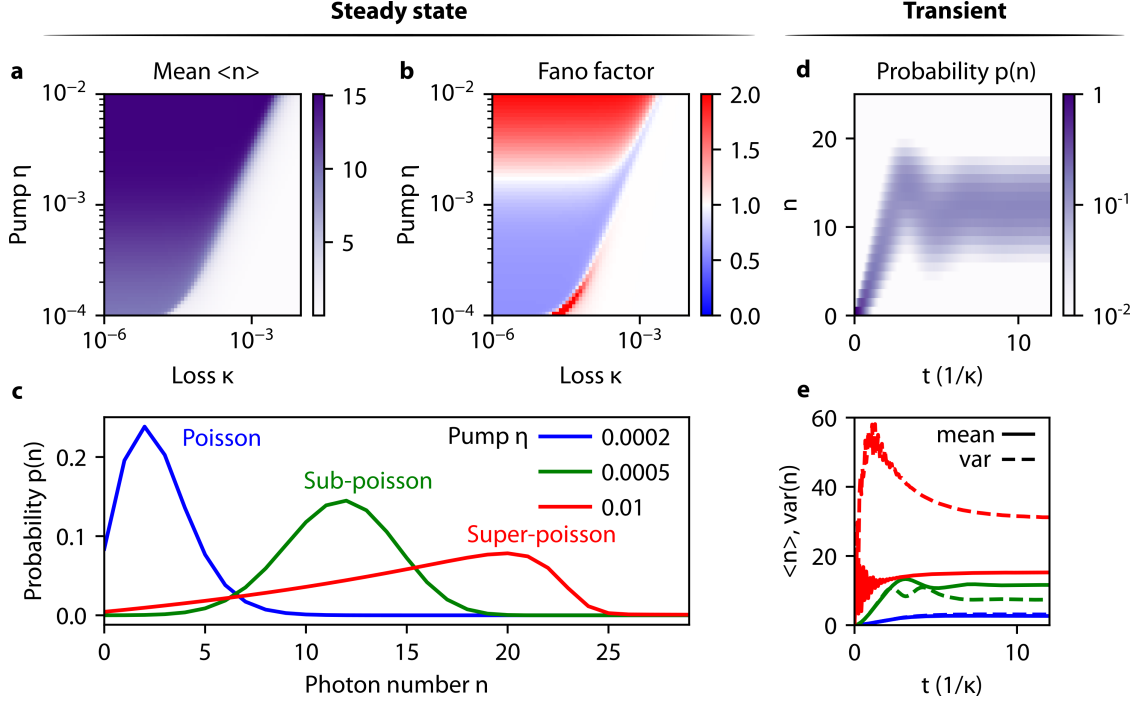 Steady state
Transient
a
Mean <n>
b
Fano factor
d
Probability p(n)
10⁻²
10⁻³
10⁻⁴
Pump η
10⁻⁶
10⁻³
Loss κ
15
10
5
10⁻²
10⁻³
10⁻⁴
Pump η
10⁻⁶
10⁻³
Loss κ
2.0
1.5
1.0
0.5
0.0
20
10
0
n
0
10
t (1/κ)
1
10⁻¹
10⁻²
c
Probability p(n)
0.2
0.1
0.0
Poisson
Sub-poisson
Super-poisson
Pump η
0.0002
0.0005
0.01
0
5
10
15
20
25
Photon number n
e
<n>, var(n)
60
40
20
0
mean
var
0
10
t (1/κ)